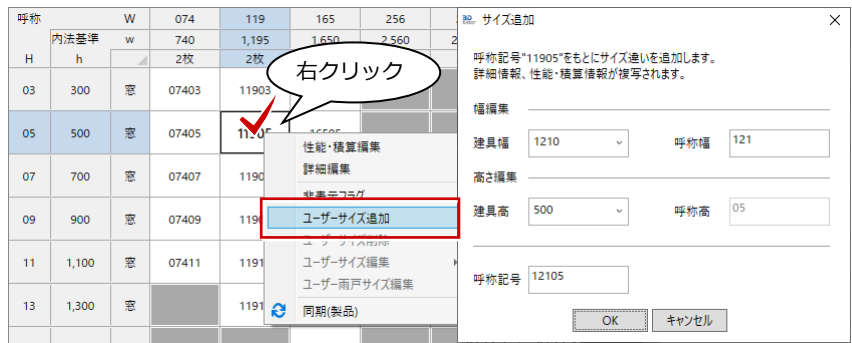 呼称 W 074 119 165 256
内法基準 w 740 1,195 1,650 2,560 2
H h 2枚 2枚
03 300 窓 07403 11903
05 500 窓 07405 11905 16505
07 700 窓 07407 1190
09 900 窓 07409 1190
11 1,100 窓 07411 1191
13 1,300 窓 1191
右クリック
性能・積算編集
詳細編集
非表示フラグ
ユーザーサイズ追加
ユーザーサイズ削除
ユーザーサイズ編集
ユーザー雨戸サイズ編集
同期(製品)
サイズ追加
呼称記号"11905"をもとにサイズ違いを追加します。
詳細情報、性能・積算情報が複写されます。
幅編集
建具幅 1210 呼称幅 121
高さ編集
建具高 500 呼称高 05
呼称記号 12105
OK キャンセル